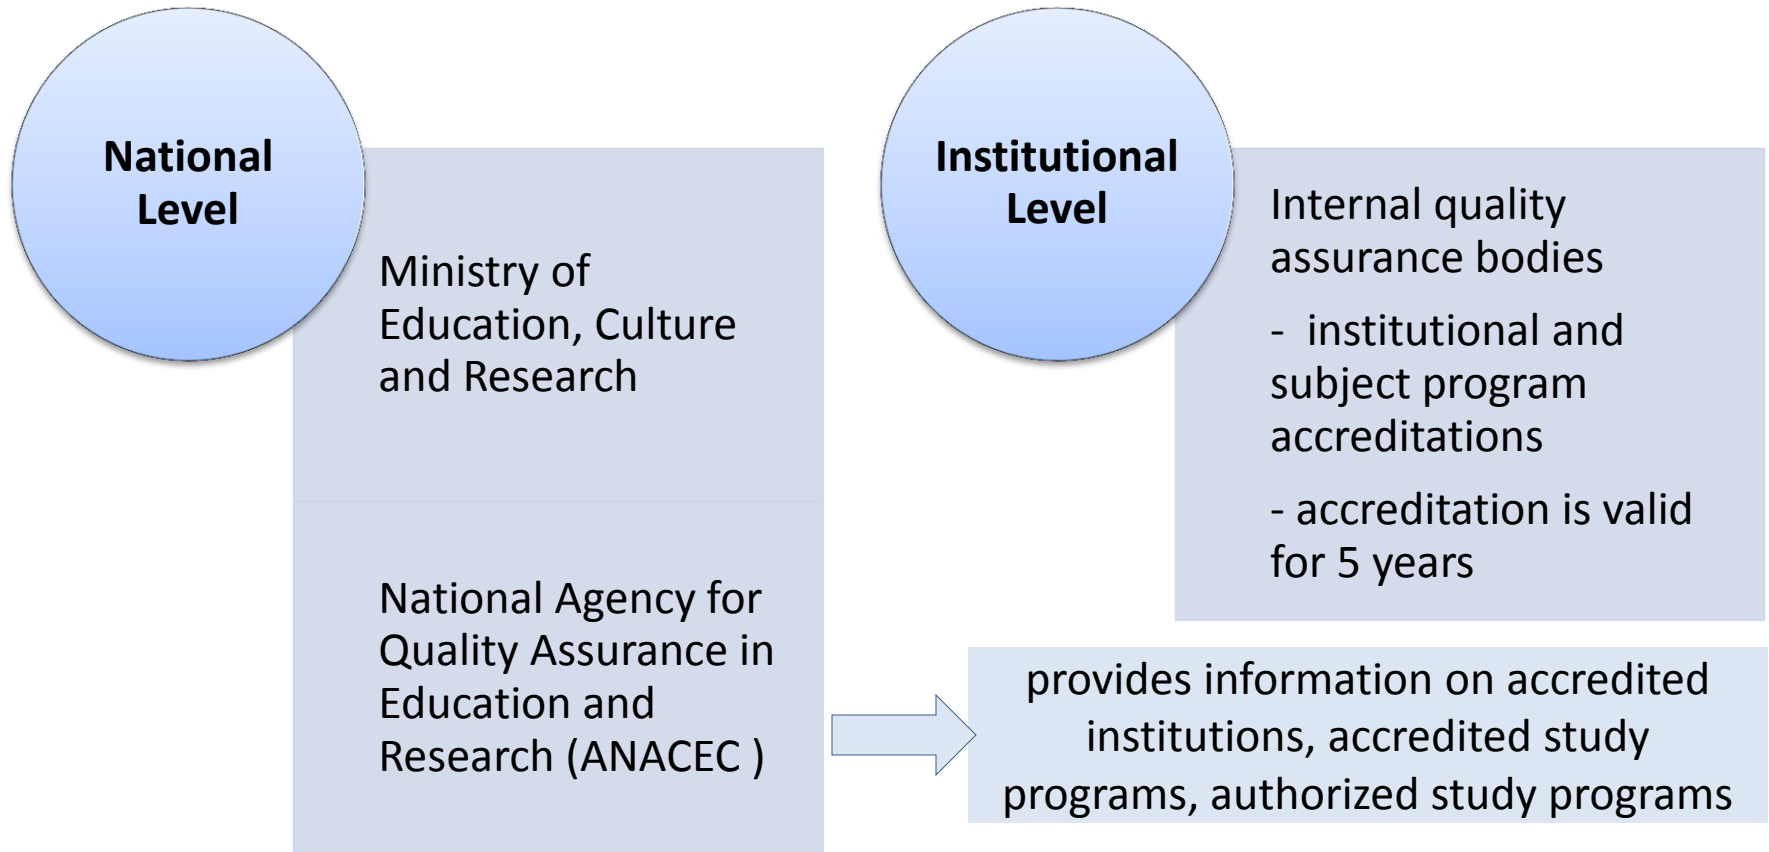 National
Level
Ministry of
Education, Culture
and Research
National Agency for
Quality Assurance in
Education and
Research (ANACEC )
Institutional
Level
Internal quality
assurance bodies
-  institutional and
subject program
accreditations
- accreditation is valid
for 5 years
provides information on accredited
institutions, accredited study
programs, authorized study programs